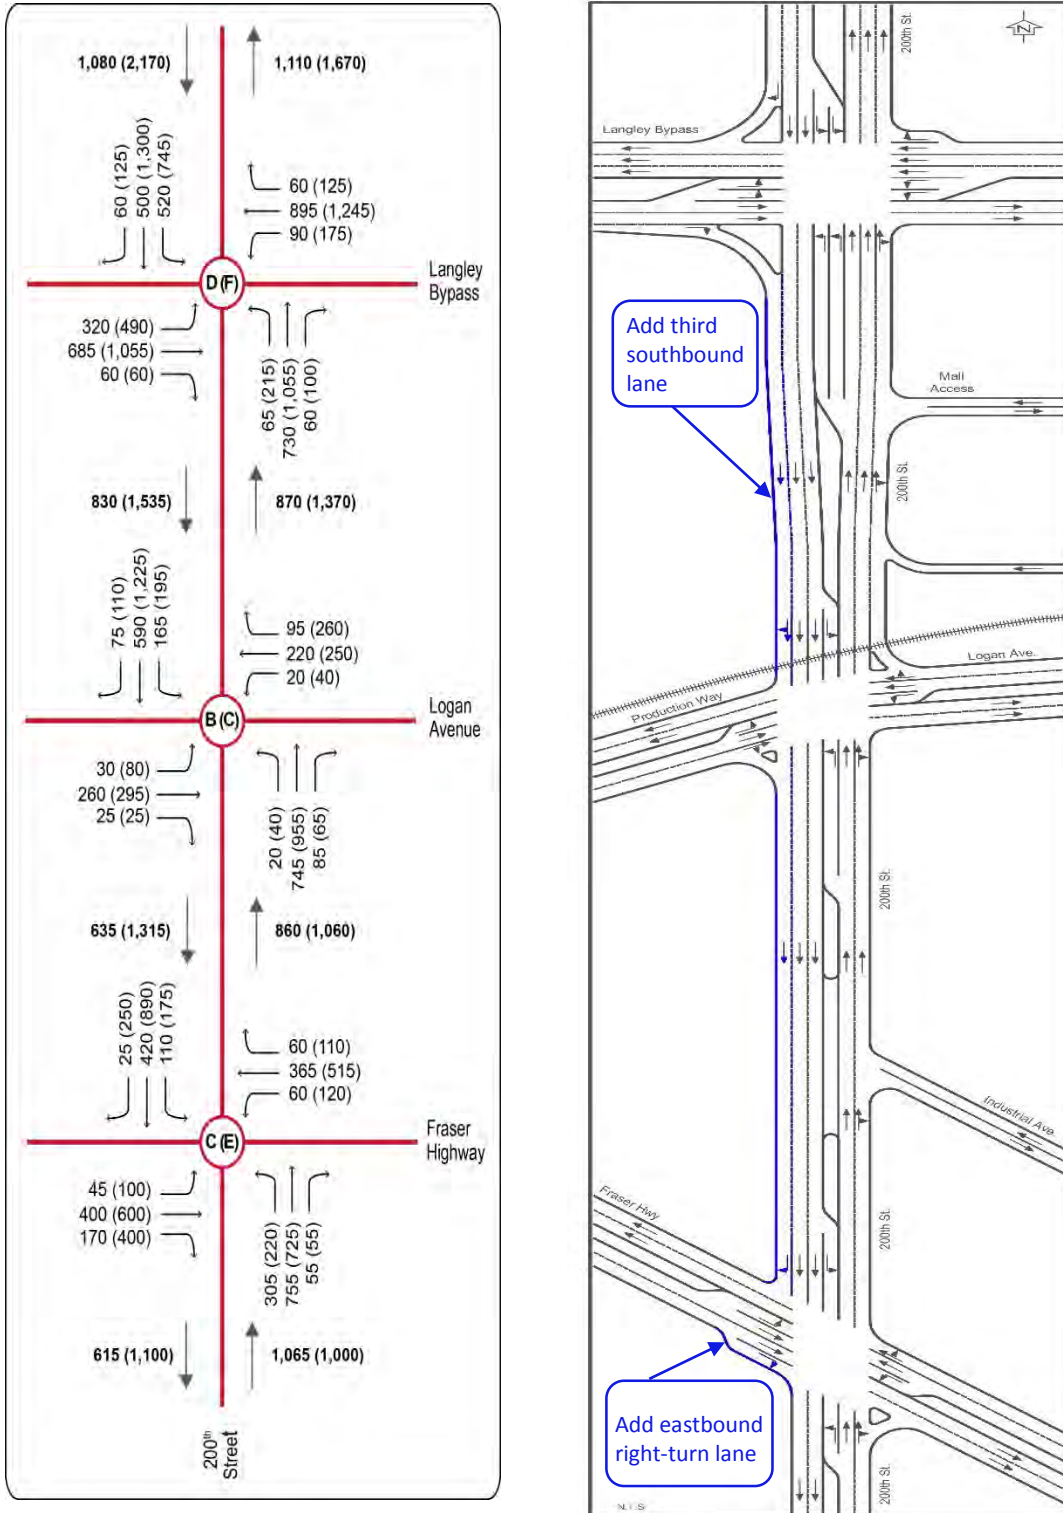 1,080 (2,170)
1,110 (1,670)
60 (125)
500 (1,300)
520 (745)
60 (125)
895 (1,245)
90 (175)
D (F)
Langley
Bypass
320 (490)
685 (1,055)
60 (60)
65 (215)
730 (1,055)
60 (100)
830 (1,535)
870 (1,370)
75 (110)
590 (1,225)
165 (195)
95 (260)
220 (250)
20 (40)
B (C)
Logan
Avenue
30 (80)
260 (295)
25 (25)
20 (40)
745 (955)
85 (65)
635 (1,315)
860 (1,060)
25 (250)
420 (890)
110 (175)
60 (110)
365 (515)
60 (120)
C (E)
Fraser
Highway
45 (100)
400 (600)
170 (400)
305 (220)
755 (725)
55 (55)
615 (1,100)
1,065 (1,000)
200th
Street
200th St.
N
Langley Bypass
Add third
southbound
lane
Mall
Access
200th St.
Logan Ave.
Production Way
200th St.
Industrial Ave.
Fraser Hwy
200th St.
Add eastbound
right-turn lane
200th St.
N.T.S.